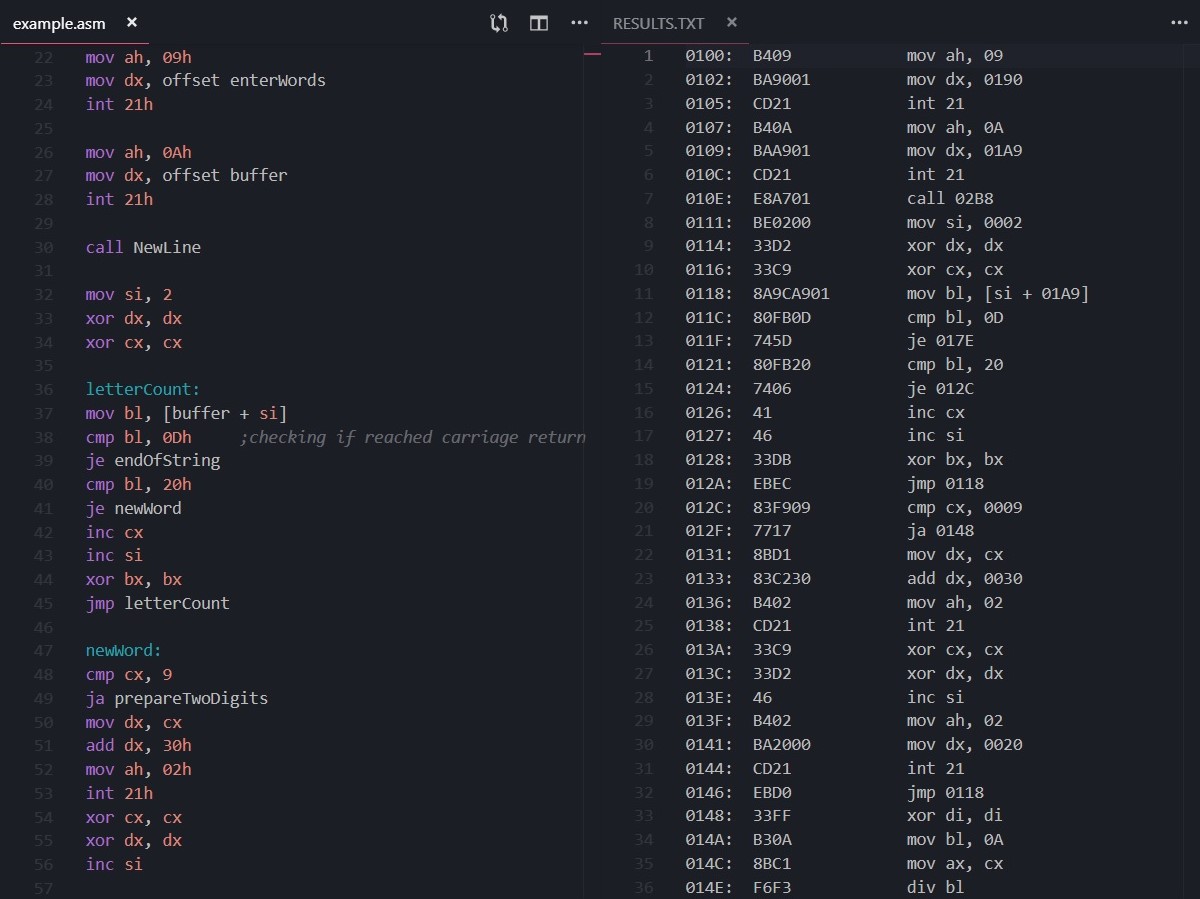 example.asm ×
22 mov ah, 09h
23 mov dx, offset enterWords
24 int 21h
25
26 mov ah, 0Ah
27 mov dx, offset buffer
28 int 21h
29
30 call NewLine
31
32 mov si, 2
33 xor dx, dx
34 xor cx, cx
35
36 letterCount:
37 mov bl, [buffer + si]
38 cmp bl, 0Dh     ;checking if reached carriage return
39 je endOfString
40 cmp bl, 20h
41 je newWord
42 inc cx
43 inc si
44 xor bx, bx
45 jmp letterCount
46
47 newWord:
48 cmp cx, 9
49 ja prepareTwoDigits
50 mov dx, cx
51 add dx, 30h
52 mov ah, 02h
53 int 21h
54 xor cx, cx
55 xor dx, dx
56 inc si
57
RESULTS.TXT ×
1 0100: B409 mov ah, 09
2 0102: BA9001 mov dx, 0190
3 0105: CD21 int 21
4 0107: B40A mov ah, 0A
5 0109: BAA901 mov dx, 01A9
6 010C: CD21 int 21
7 010E: E8A701 call 02B8
8 0111: BE0200 mov si, 0002
9 0114: 33D2 xor dx, dx
10 0116: 33C9 xor cx, cx
11 0118: 8A9CA901 mov bl, [si + 01A9]
12 011C: 80FB0D cmp bl, 0D
13 011F: 745D je 017E
14 0121: 80FB20 cmp bl, 20
15 0124: 7406 je 012C
16 0126: 41 inc cx
17 0127: 46 inc si
18 0128: 33DB xor bx, bx
19 012A: EBEC jmp 0118
20 012C: 83F909 cmp cx, 0009
21 012F: 7717 ja 0148
22 0131: 8BD1 mov dx, cx
23 0133: 83C230 add dx, 0030
24 0136: B402 mov ah, 02
25 0138: CD21 int 21
26 013A: 33C9 xor cx, cx
27 013C: 33D2 xor dx, dx
28 013E: 46 inc si
29 013F: B402 mov ah, 02
30 0141: BA2000 mov dx, 0020
31 0144: CD21 int 21
32 0146: EBD0 jmp 0118
33 0148: 33FF xor di, di
34 014A: B30A mov bl, 0A
35 014C: 8BC1 mov ax, cx
36 014E: F6F3 div bl